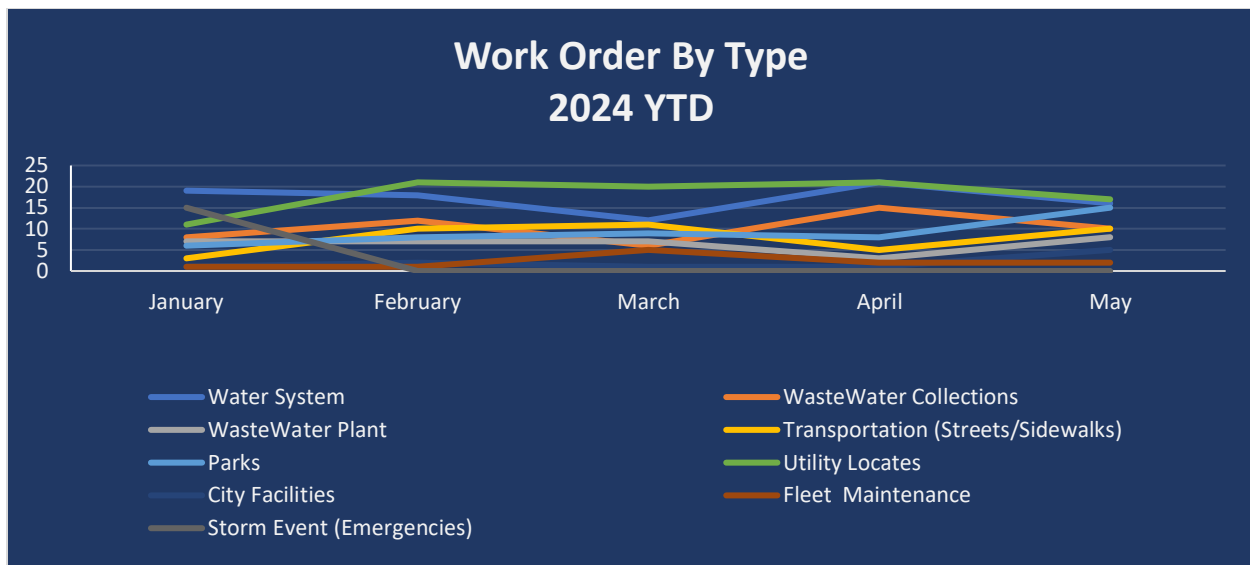 Work Order By Type
2024 YTD
25
20
15
10
5
0
January February March April May
Water System WasteWater Collections
WasteWater Plant Transportation (Streets/Sidewalks)
Parks Utility Locates
City Facilities Fleet  Maintenance
Storm Event (Emergencies)